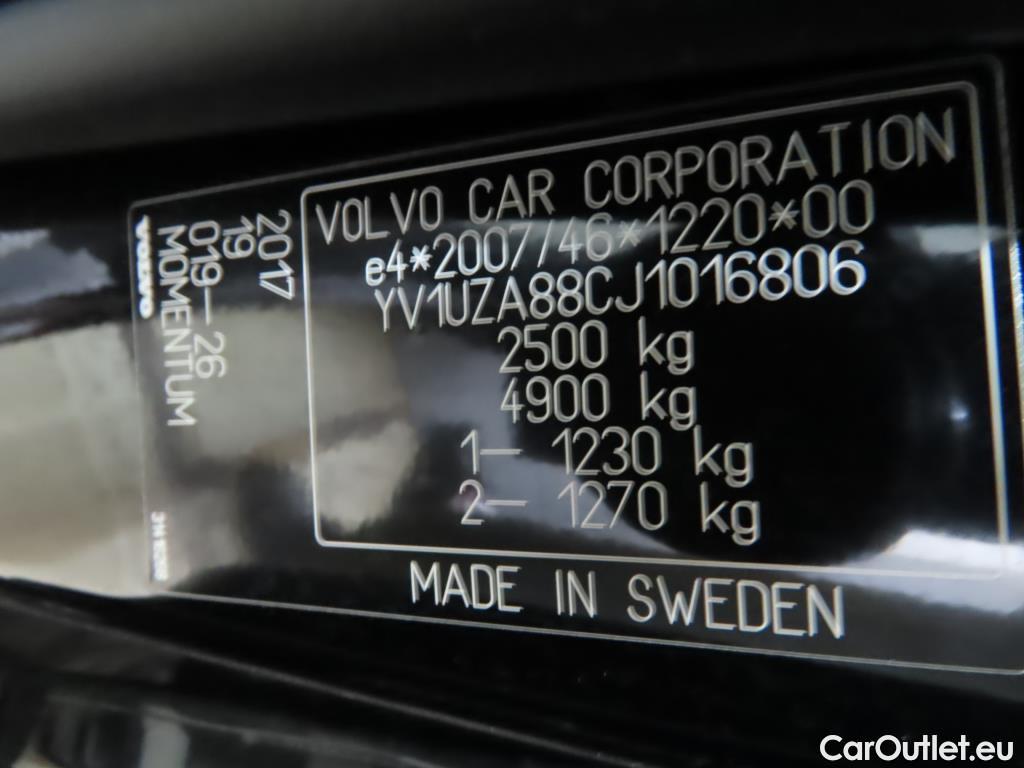 VOLVO CAR CORPORATION
e4*2007/46*1220*00
YV1UZA88CJ1016806
2500 kg
4900 kg
1– 1230 kg
2– 1270 kg
MADE IN SWEDEN
2017
19
019–26
MOMENTUM
VOLVO
CarOutlet.eu